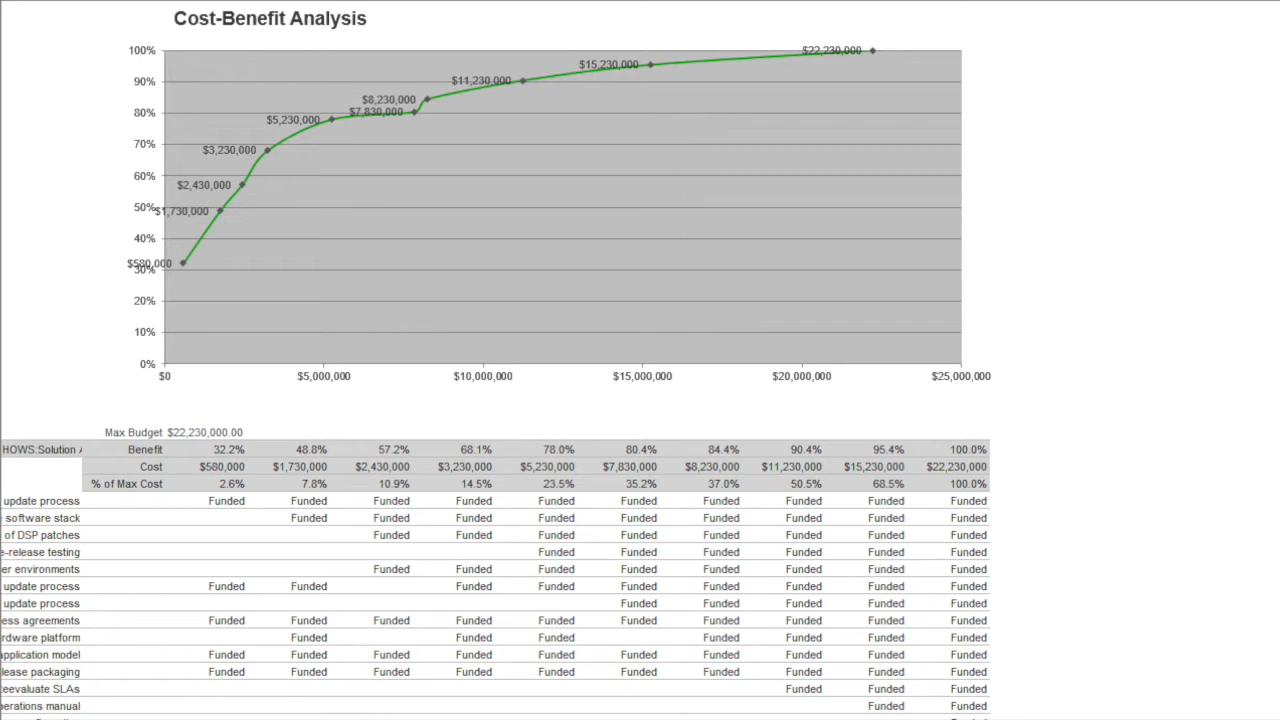 Cost-Benefit Analysis
100%
90%
80%
70%
60%
50%
40%
30%
20%
10%
0%
$22,230,000
$15,230,000
$11,230,000
$8,230,000
$7,830,000
$5,230,000
$3,230,000
$2,430,000
$1,730,000
$580,000
$0 $5,000,000 $10,000,000 $15,000,000 $20,000,000 $25,000,000
Max Budget $22,230,000.00
HOWS:Solution Benefit 32.2% 48.8% 57.2% 68.1% 78.0% 80.4% 84.4% 90.4% 95.4% 100.0%
Cost $580,000 $1,730,000 $2,430,000 $3,230,000 $5,230,000 $7,830,000 $8,230,000 $11,230,000 $15,230,000 $22,230,000
% of Max Cost 2.6% 7.8% 10.9% 14.5% 23.5% 35.2% 37.0% 50.5% 68.5% 100.0%
update process Funded Funded Funded Funded Funded Funded Funded Funded Funded Funded
software stack Funded Funded Funded Funded Funded Funded Funded Funded Funded
of DSP patches Funded Funded Funded Funded Funded Funded Funded Funded
e-release testing Funded Funded Funded Funded Funded Funded
er environments Funded Funded Funded Funded Funded Funded Funded Funded
update process Funded Funded Funded Funded Funded Funded Funded Funded Funded
update process Funded Funded Funded Funded Funded
ess agreements Funded Funded Funded Funded Funded Funded Funded Funded Funded
rdware platform Funded Funded Funded Funded Funded Funded Funded
application model Funded Funded Funded Funded Funded Funded Funded Funded Funded Funded
lease packaging Funded Funded Funded Funded Funded Funded Funded Funded Funded Funded
eevaluate SLAs Funded Funded Funded
perations manual Funded Funded